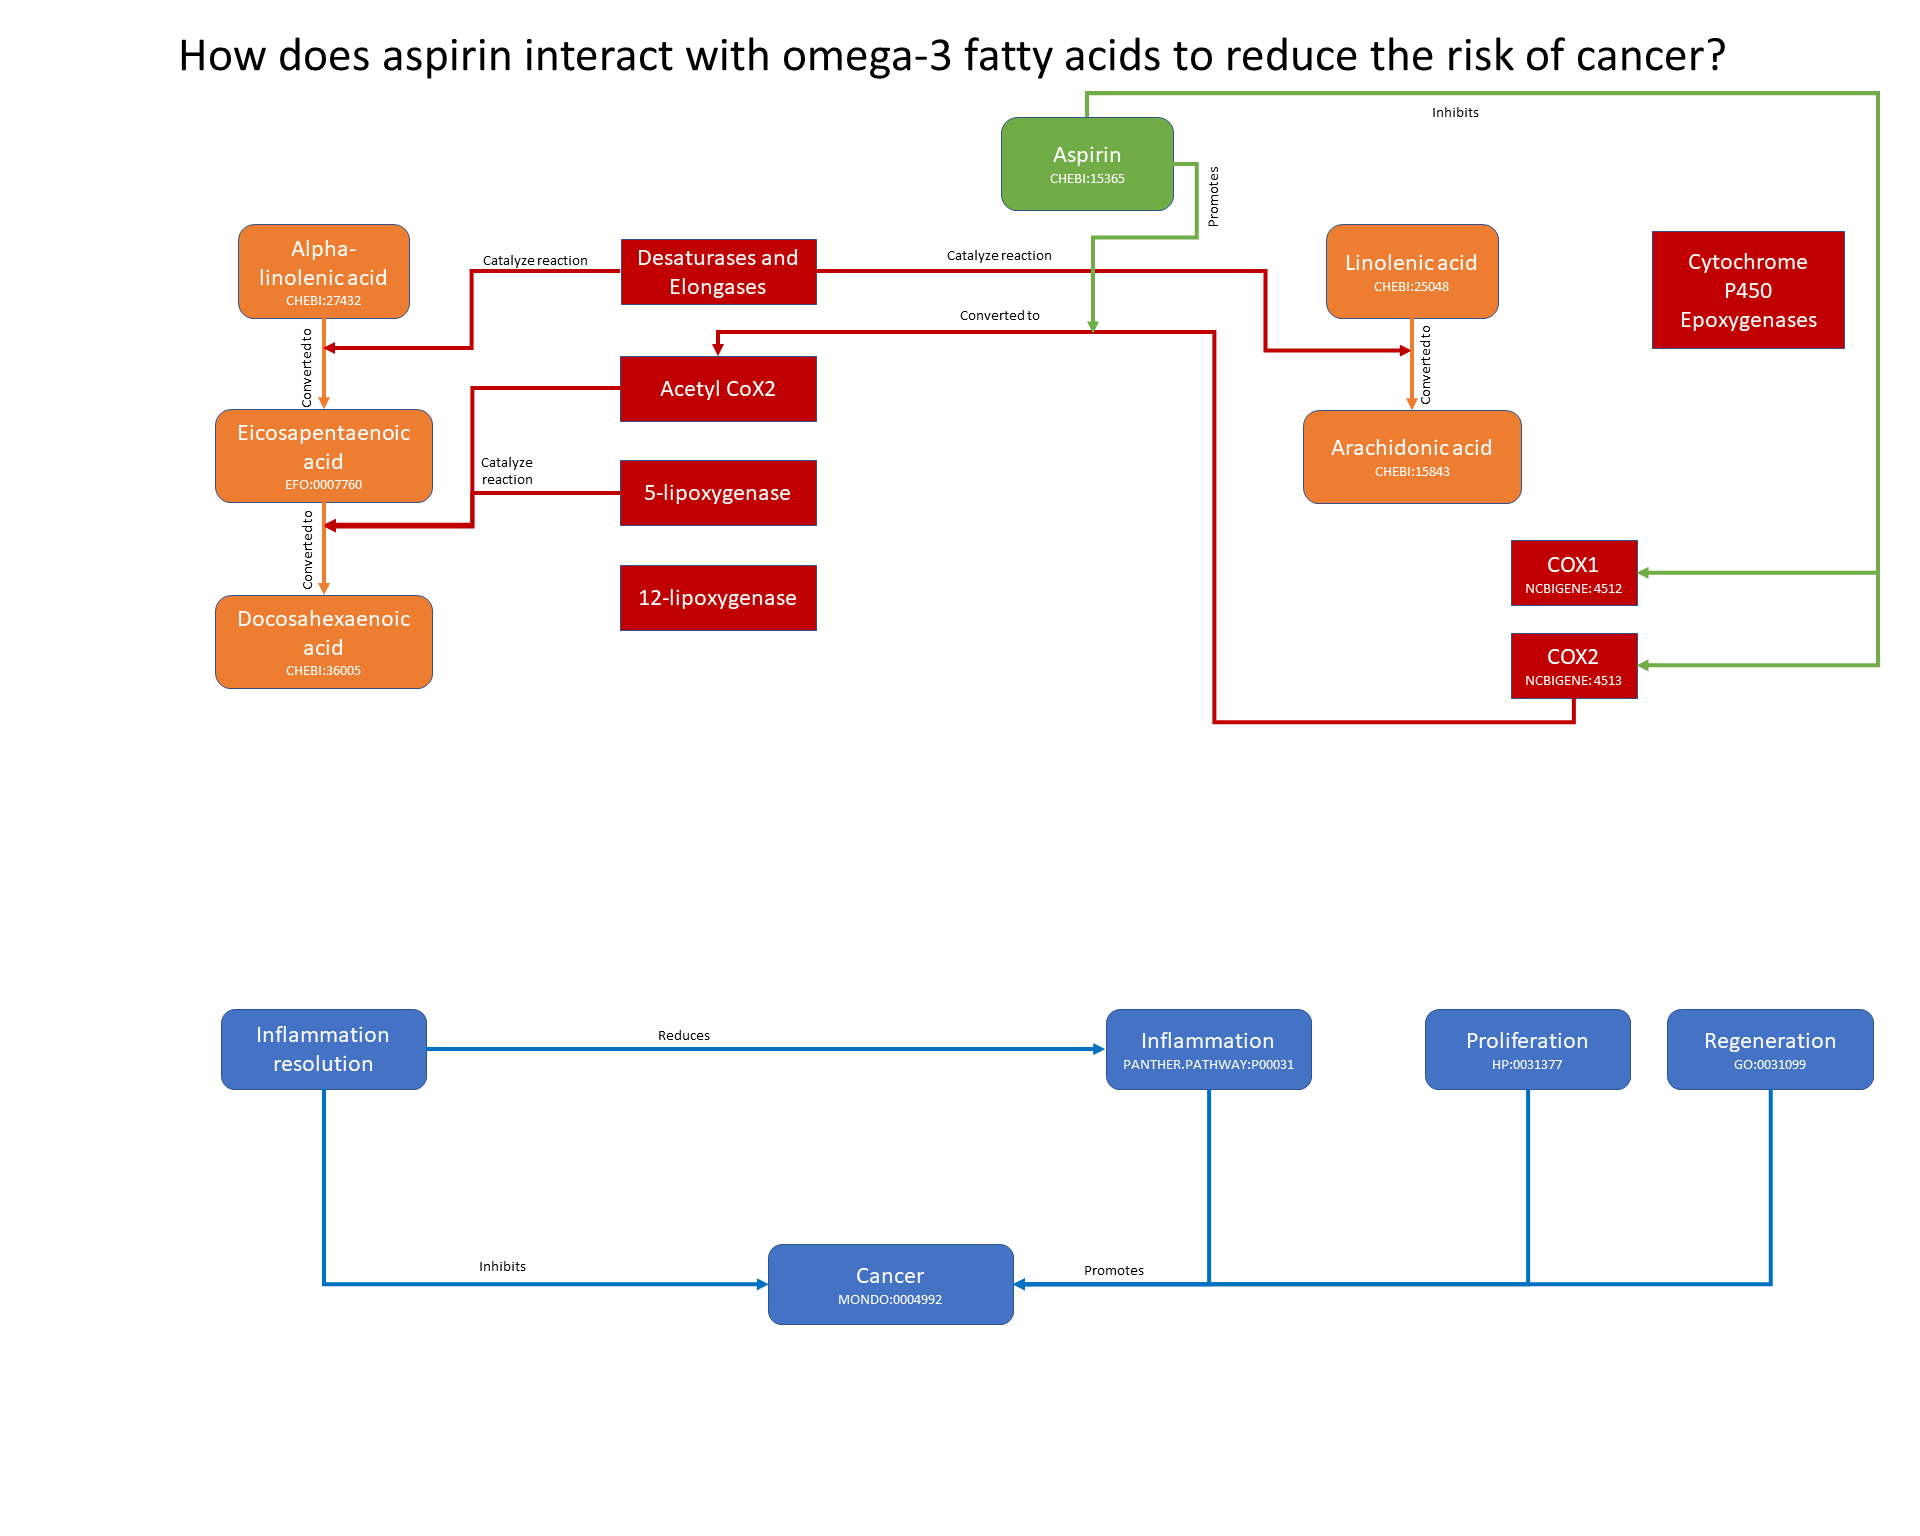 How does aspirin interact with omega-3 fatty acids to reduce the risk of cancer?
Inhibits
Aspirin
CHEBI:15365
Promotes
Alpha-
linolenic acid
CHEBI:27432
Catalyze reaction
Desaturases and
Elongases
Catalyze reaction
Linolenic acid
CHEBI:25048
Cytochrome
P450
Epoxygenases
Converted to
Converted to
Converted to
Acetyl CoX2
Eicosapentaenoic
acid
EFO:0007760
Catalyze
reaction
5-lipoxygenase
Arachidonic acid
CHEBI:15843
Converted to
12-lipoxygenase
COX1
NCBIGENE: 4512
Docosahexaenoic
acid
CHEBI:36005
COX2
NCBIGENE: 4513
Inflammation
resolution
Reduces
Inflammation
PANTHER.PATHWAY:P00031
Proliferation
HP:0031377
Regeneration
GO:0031099
Inhibits
Cancer
MONDO:0004992
Promotes